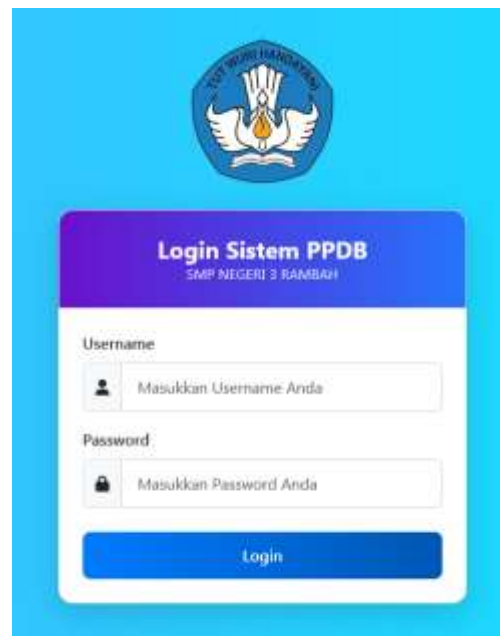 TUT WURI HANDAYANI
Login Sistem PPDB
SMP NEGERI 3 RAMBAH
Username
Masukkan Username Anda
Password
Masukkan Password Anda
Login